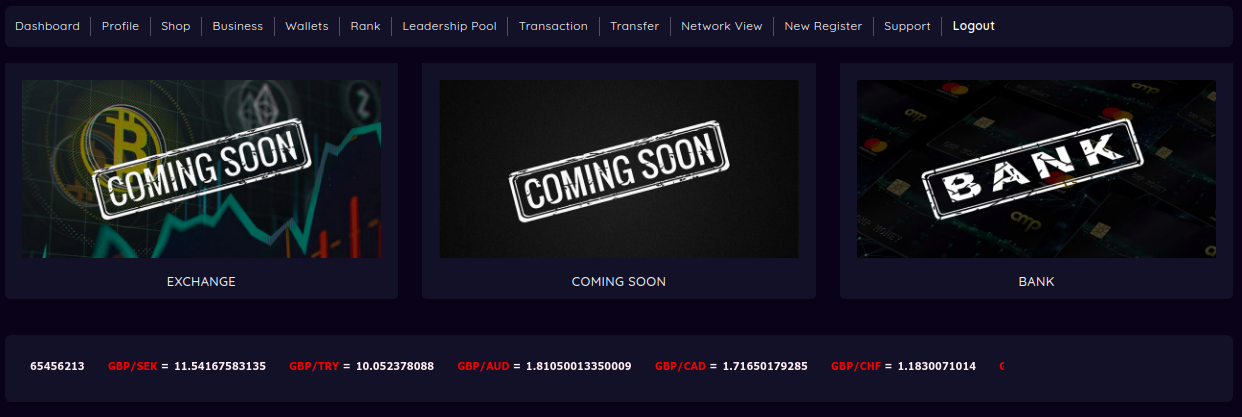 Dashboard Profile Shop Business Wallets Rank Leadership Pool Transaction Transfer Network View New Register Support Logout
COMING SOON
COMING SOON
BANK
EXCHANGE
COMING SOON
BANK
65456213 GBP/SEK = 11.54167583135 GBP/TRY = 10.052378088 GBP/AUD = 1.81050013350009 GBP/CAD = 1.71650179285 GBP/CHF = 1.1830071014